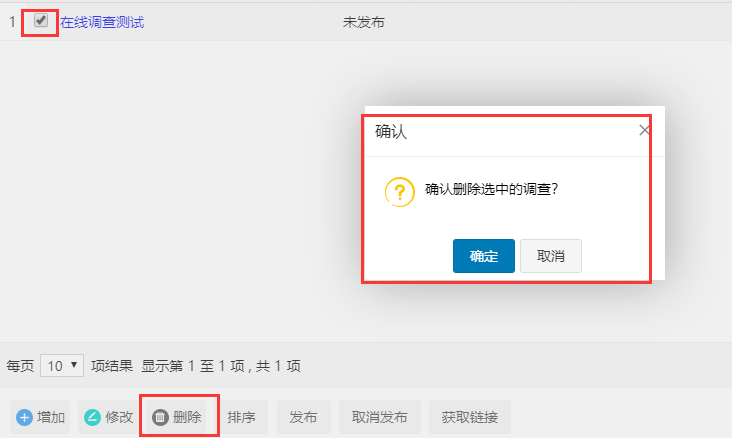 1 在线调查测试 未发布
确认
确认删除选中的调查?
确定 取消
每页 10 项结果 显示第 1 至 1 项 , 共 1 项
增加 修改 删除 排序 发布 取消发布 获取链接